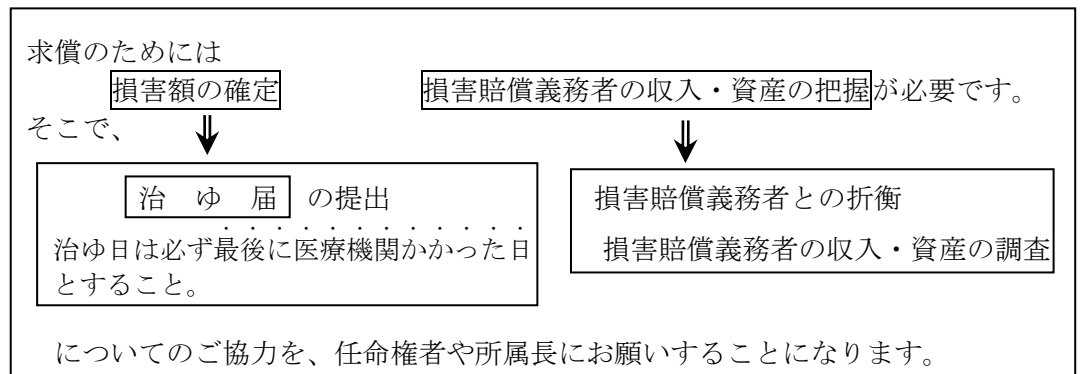 求償のためには
損害額の確定 損害賠償義務者の収入・資産の把握が必要です。
そこで、
治 ゆ 届 の提出
治ゆ日は必ず最後に医療機関かかった日
とすること。
損害賠償義務者との折衝
損害賠償義務者の収入・資産の調査
についてのご協力を、任命権者や所属長にお願いすることになります。